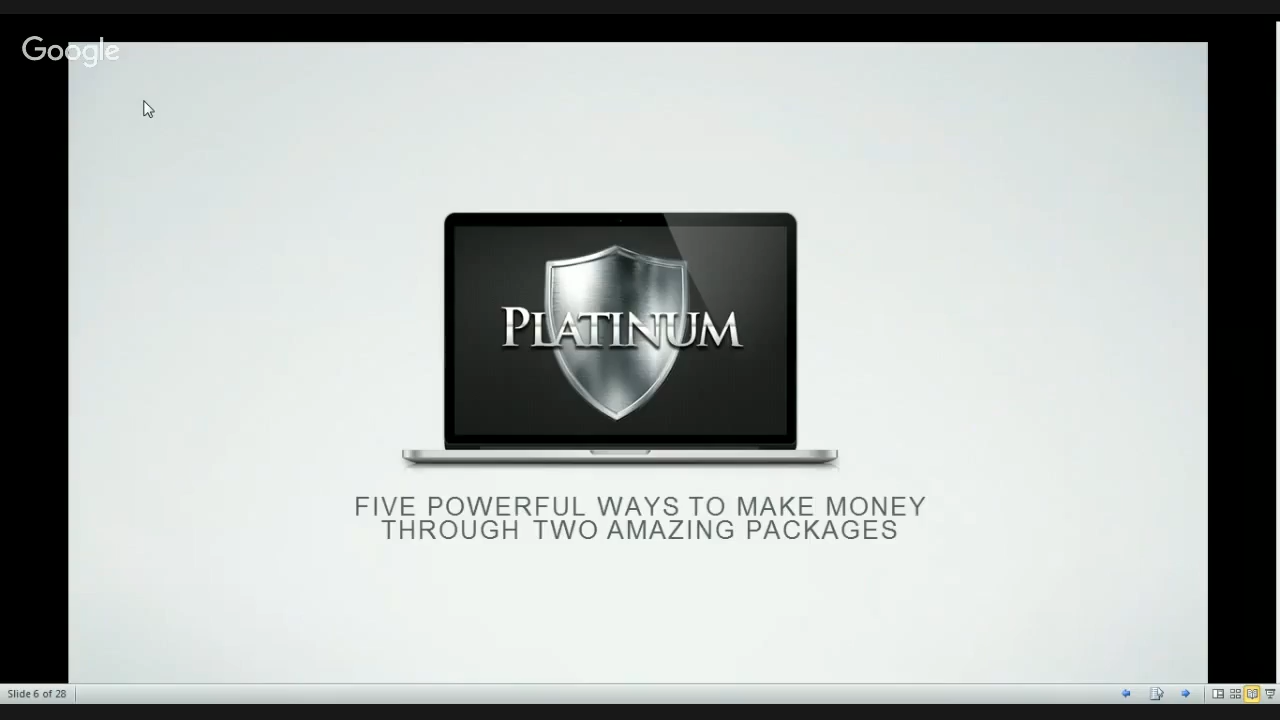 Google
PLATINUM
FIVE POWERFUL WAYS TO MAKE MONEY
THROUGH TWO AMAZING PACKAGES
Slide 6 of 28